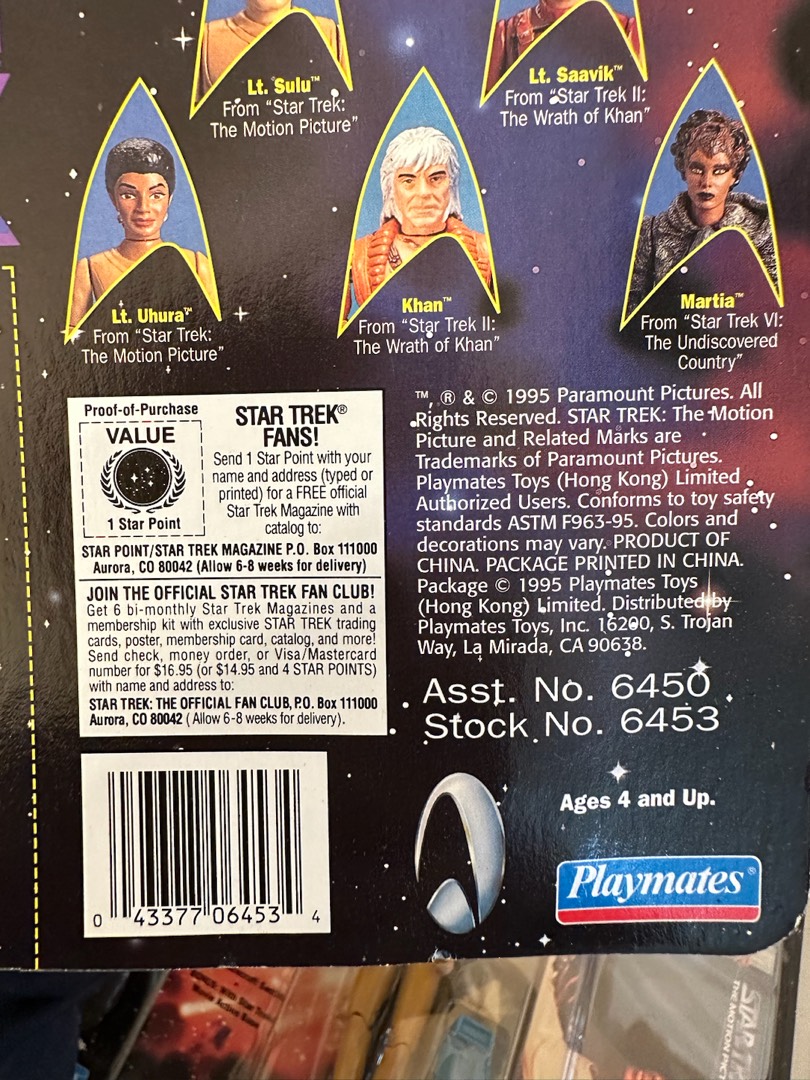 Lt. Sulu™
From "Star Trek:
The Motion Picture"
Lt. Saavik™
From "Star Trek II:
The Wrath of Khan"
Lt. Uhura™
From "Star Trek:
The Motion Picture"
Khan™
From "Star Trek II:
The Wrath of Khan"
Martia™
From "Star Trek VI:
The Undiscovered
Country"
Proof-of-Purchase
VALUE
1 Star Point
STAR TREK®
FANS!
Send 1 Star Point with your
name and address (typed or
printed) for a FREE official
Star Trek Magazine with
catalog to:
STAR POINT/STAR TREK MAGAZINE P.O. Box 111000
Aurora, CO 80042 (Allow 6-8 weeks for delivery)
JOIN THE OFFICIAL STAR TREK FAN CLUB!
Get 6 bi-monthly Star Trek Magazines and a
membership kit with exclusive STAR TREK trading
cards, poster, membership card, catalog, and more!
Send check, money order, or Visa/Mastercard
number for $16.95 (or $14.95 and 4 STAR POINTS)
with name and address to:
STAR TREK: THE OFFICIAL FAN CLUB, P.O. Box 111000
Aurora, CO 80042 (Allow 6-8 weeks for delivery).
™, ® & © 1995 Paramount Pictures. All
Rights Reserved. STAR TREK: The Motion
Picture and Related Marks are
Trademarks of Paramount Pictures.
Playmates Toys (Hong Kong) Limited
Authorized Users. Conforms to toy safety
standards ASTM F963-95. Colors and
decorations may vary. PRODUCT OF
CHINA. PACKAGE PRINTED IN CHINA.
Package © 1995 Playmates Toys
(Hong Kong) Limited. Distributed by
Playmates Toys, Inc. 16200, S. Trojan
Way, La Mirada, CA 90638.
Asst. No. 6450
Stock No. 6453
Ages 4 and Up.
Playmates®
0 43377 06453 4
STAR T
THE MOTION PICT